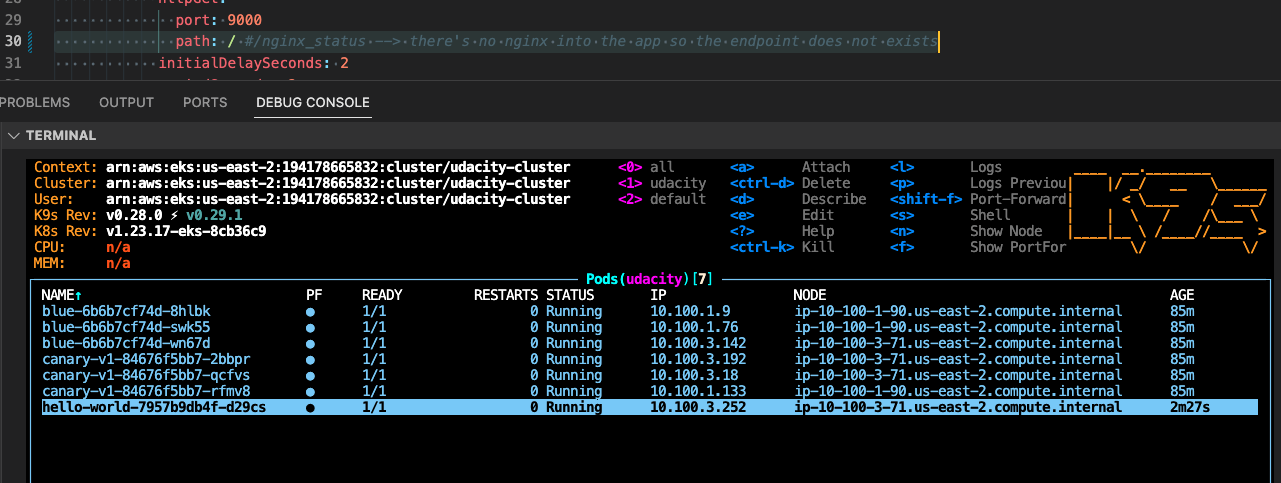 29 port: 9000
30 path: / #/nginx_status --> there's no nginx into the app so the endpoint does not exists
31 initialDelaySeconds: 2
PROBLEMS OUTPUT PORTS DEBUG CONSOLE
TERMINAL
Context: arn:aws:eks:us-east-2:194178665832:cluster/udacity-cluster <0> all <a> Attach <l> Logs
Cluster: arn:aws:eks:us-east-2:194178665832:cluster/udacity-cluster <1> udacity <ctrl-d> Delete <p> Logs Previou
User: arn:aws:eks:us-east-2:194178665832:cluster/udacity-cluster <2> default <d> Describe <shift-f> Port-Forward
K9s Rev: v0.28.0 ⚡ v0.29.1 <e> Edit <s> Shell
K8s Rev: v1.23.17-eks-8cb36c9 <?> Help <n> Show Node
CPU: n/a <ctrl-k> Kill <f> Show PortFor
MEM: n/a
Pods(udacity)[7]
NAME↑ PF READY RESTARTS STATUS IP NODE AGE
blue-6b6b7cf74d-8hlbk ● 1/1 0 Running 10.100.1.9 ip-10-100-1-90.us-east-2.compute.internal 85m
blue-6b6b7cf74d-swk55 ● 1/1 0 Running 10.100.1.76 ip-10-100-1-90.us-east-2.compute.internal 85m
blue-6b6b7cf74d-wn67d ● 1/1 0 Running 10.100.3.142 ip-10-100-3-71.us-east-2.compute.internal 85m
canary-v1-84676f5bb7-2bbpr ● 1/1 0 Running 10.100.3.192 ip-10-100-3-71.us-east-2.compute.internal 85m
canary-v1-84676f5bb7-qcfvs ● 1/1 0 Running 10.100.3.18 ip-10-100-3-71.us-east-2.compute.internal 85m
canary-v1-84676f5bb7-rfmv8 ● 1/1 0 Running 10.100.1.133 ip-10-100-1-90.us-east-2.compute.internal 85m
hello-world-7957b9db4f-d29cs ● 1/1 0 Running 10.100.3.252 ip-10-100-3-71.us-east-2.compute.internal 2m27s